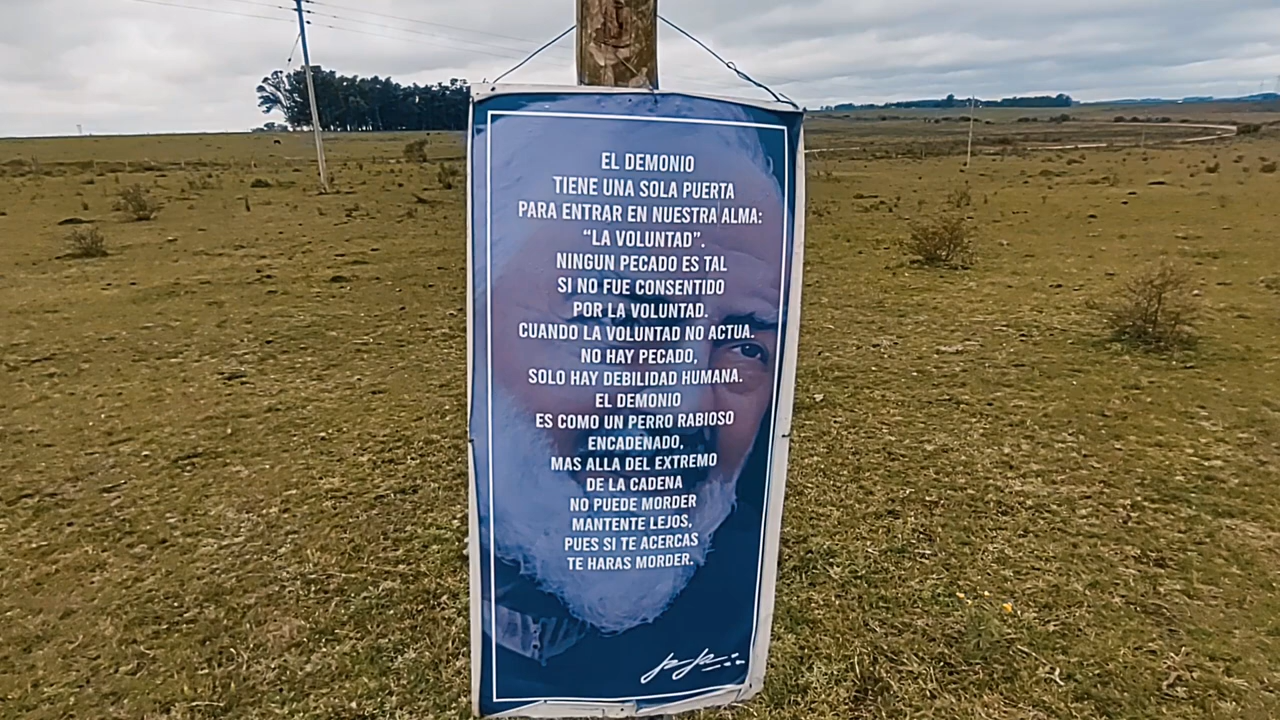 EL DEMONIO
TIENE UNA SOLA PUERTA
PARA ENTRAR EN NUESTRA ALMA:
“LA VOLUNTAD”.
NINGUN PECADO ES TAL
SI NO FUE CONSENTIDO
POR LA VOLUNTAD.
CUANDO LA VOLUNTAD NO ACTUA.
NO HAY PECADO,
SOLO HAY DEBILIDAD HUMANA.
EL DEMONIO
ES COMO UN PERRO RABIOSO
ENCADENADO,
MAS ALLA DEL EXTREMO
DE LA CADENA
NO PUEDE MORDER
MANTENTE LEJOS,
PUES SI TE ACERCAS
TE HARAS MORDER.